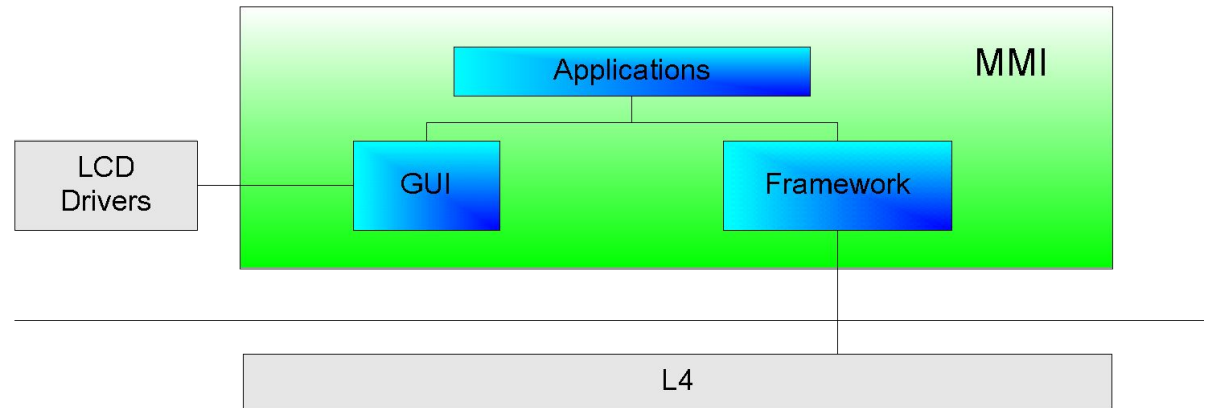 Applications
MMI
LCD
Drivers
GUI
Framework
L4